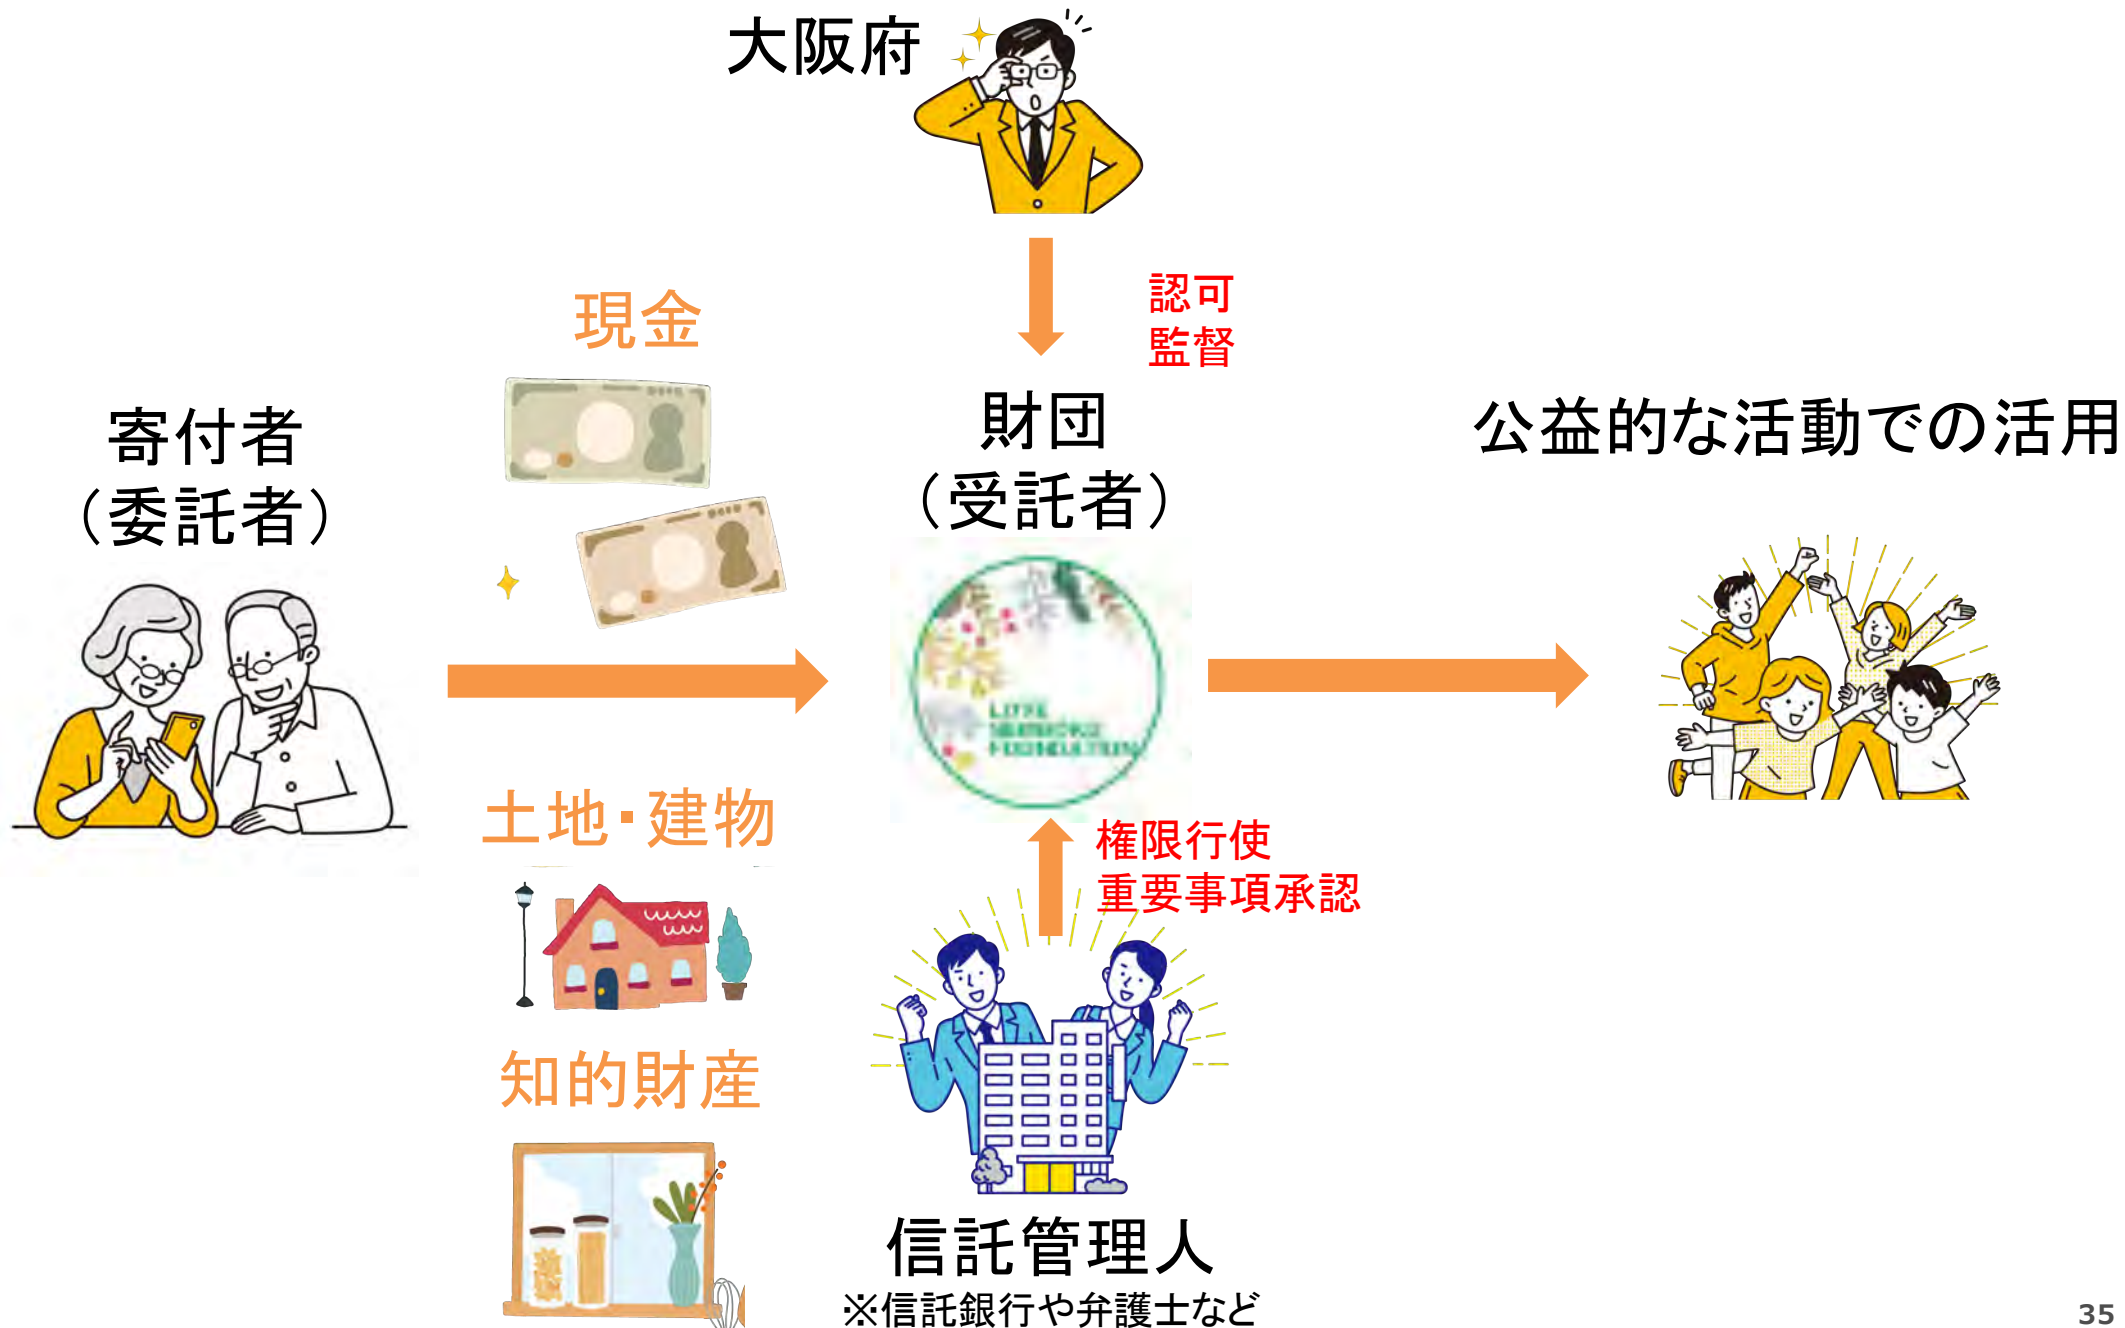 大阪府
認可
監督
現金
寄付者
（委託者）
財団
（受託者）
公益的な活動での活用
土地・建物
権限行使
重要事項承認
知的財産
信託管理人
※信託銀行や弁護士など
35